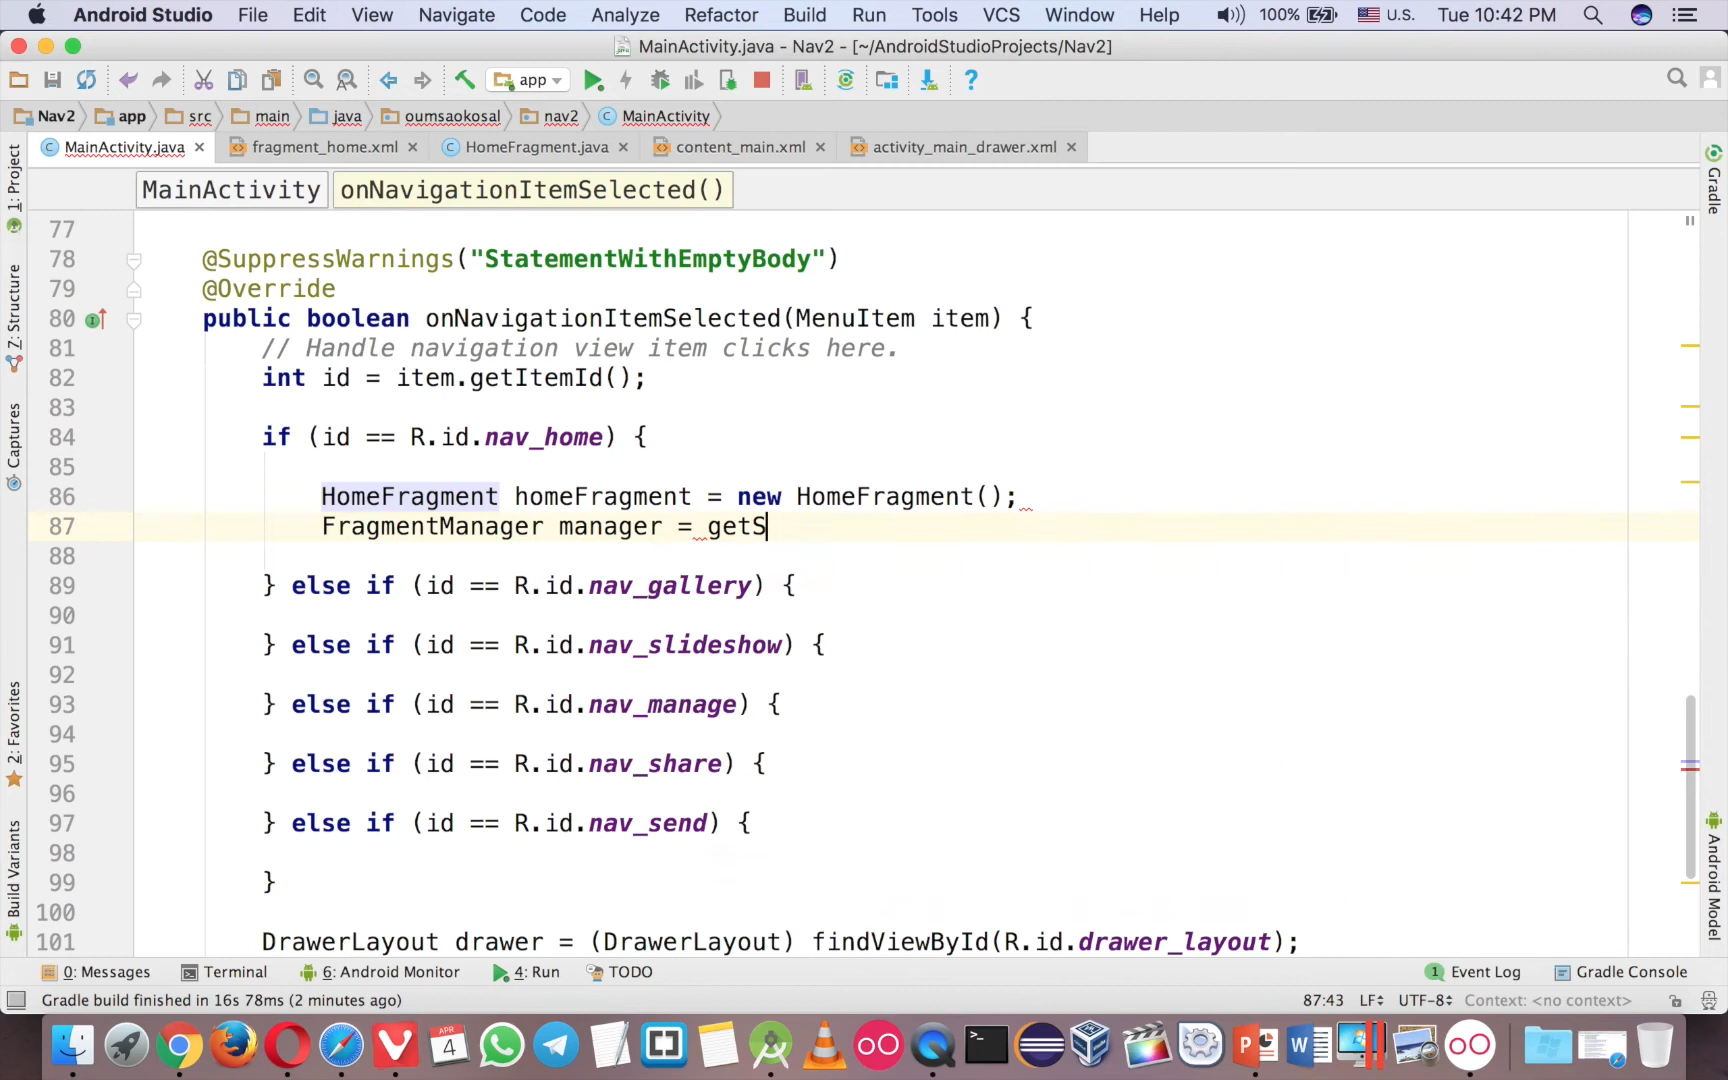 Android Studio File Edit View Navigate Code Analyze Refactor Build Run Tools VCS Window Help 100% U.S. Tue 10:42 PM
MainActivity.java - Nav2 - [~/AndroidStudioProjects/Nav2]
app
Nav2 app src main java oumsaokosal nav2 MainActivity
MainActivity.java fragment_home.xml HomeFragment.java content_main.xml activity_main_drawer.xml
MainActivity onNavigationItemSelected()
77
78 @SuppressWarnings("StatementWithEmptyBody")
79 @Override
80 public boolean onNavigationItemSelected(MenuItem item) {
81 // Handle navigation view item clicks here.
82 int id = item.getItemId();
83
84 if (id == R.id.nav_home) {
85
86 HomeFragment homeFragment = new HomeFragment();
87 FragmentManager manager = getS
88
89 } else if (id == R.id.nav_gallery) {
90
91 } else if (id == R.id.nav_slideshow) {
92
93 } else if (id == R.id.nav_manage) {
94
95 } else if (id == R.id.nav_share) {
96
97 } else if (id == R.id.nav_send) {
98
99 }
100
101 DrawerLayout drawer = (DrawerLayout) findViewById(R.id.drawer_layout);
1: Project
7: Structure
Captures
2: Favorites
Build Variants
Gradle
Android Model
0: Messages Terminal 6: Android Monitor 4: Run TODO 1 Event Log Gradle Console
Gradle build finished in 16s 78ms (2 minutes ago) 87:43 LF UTF-8 Context: <no context>
APR
4